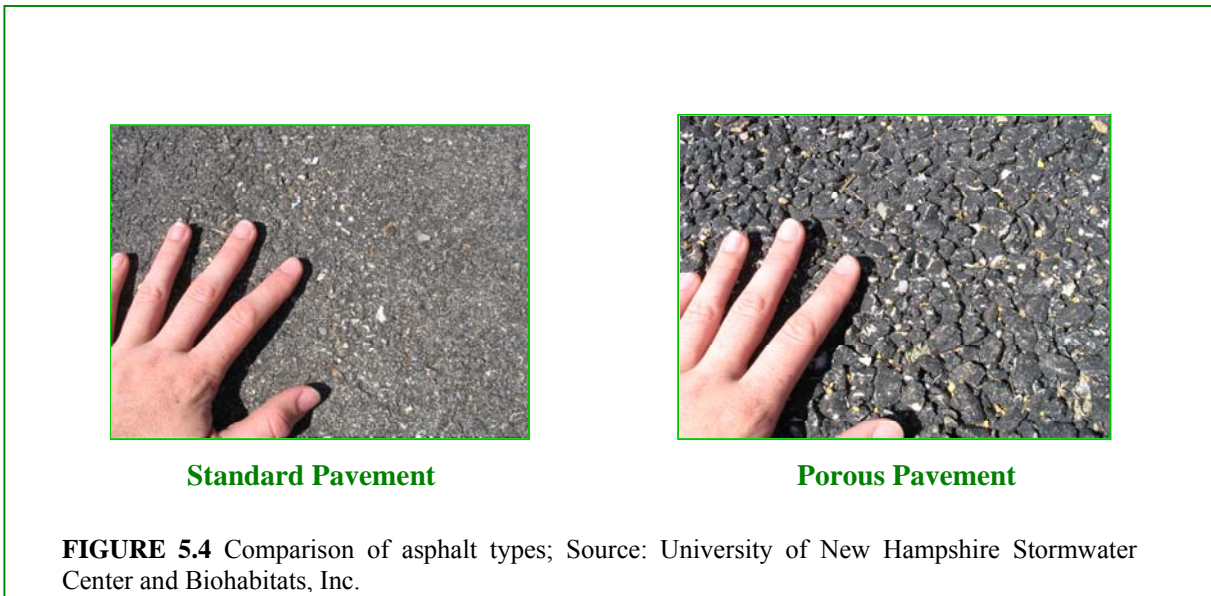 Standard Pavement
Porous Pavement
FIGURE 5.4 Comparison of asphalt types; Source: University of New Hampshire Stormwater
Center and Biohabitats, Inc.